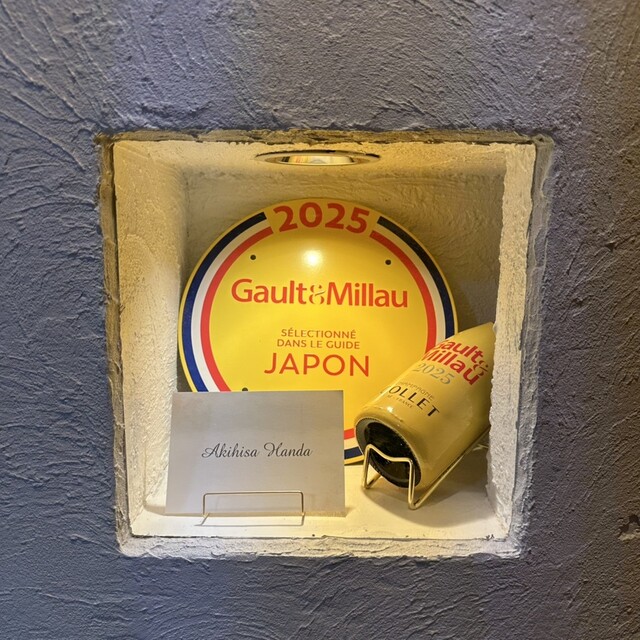 2025
Gault&Millau
SÉLECTIONNÉ
DANS LE GUIDE
JAPON
Akihisa Handa
Gault&
Millau
2025
OLLET